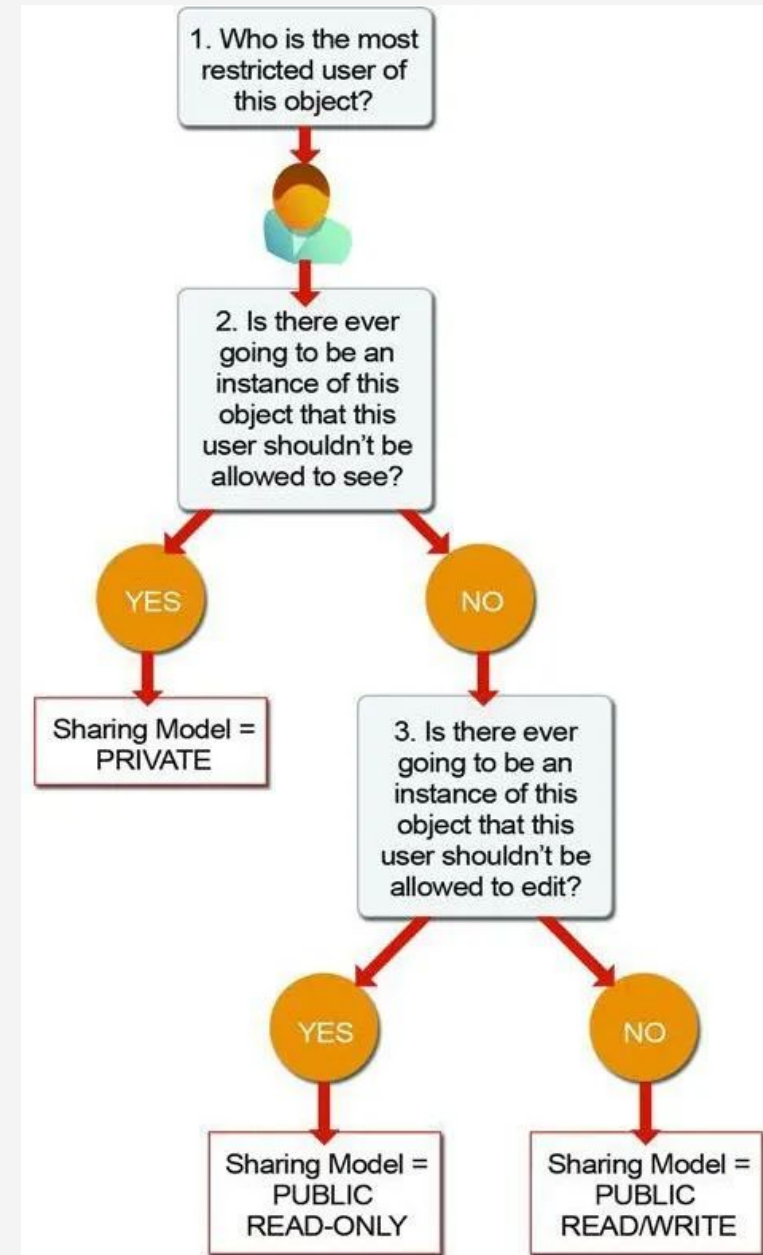 1. Who is the most
restricted user of
this object?
2. Is there ever
going to be an
instance of this
object that this
user shouldn't be
allowed to see?
YES
NO
Sharing Model =
PRIVATE
3. Is there ever
going to be an
instance of this
object that this
user shouldn't be
allowed to edit?
YES
NO
Sharing Model =
PUBLIC
READ-ONLY
Sharing Model =
PUBLIC
READ/WRITE